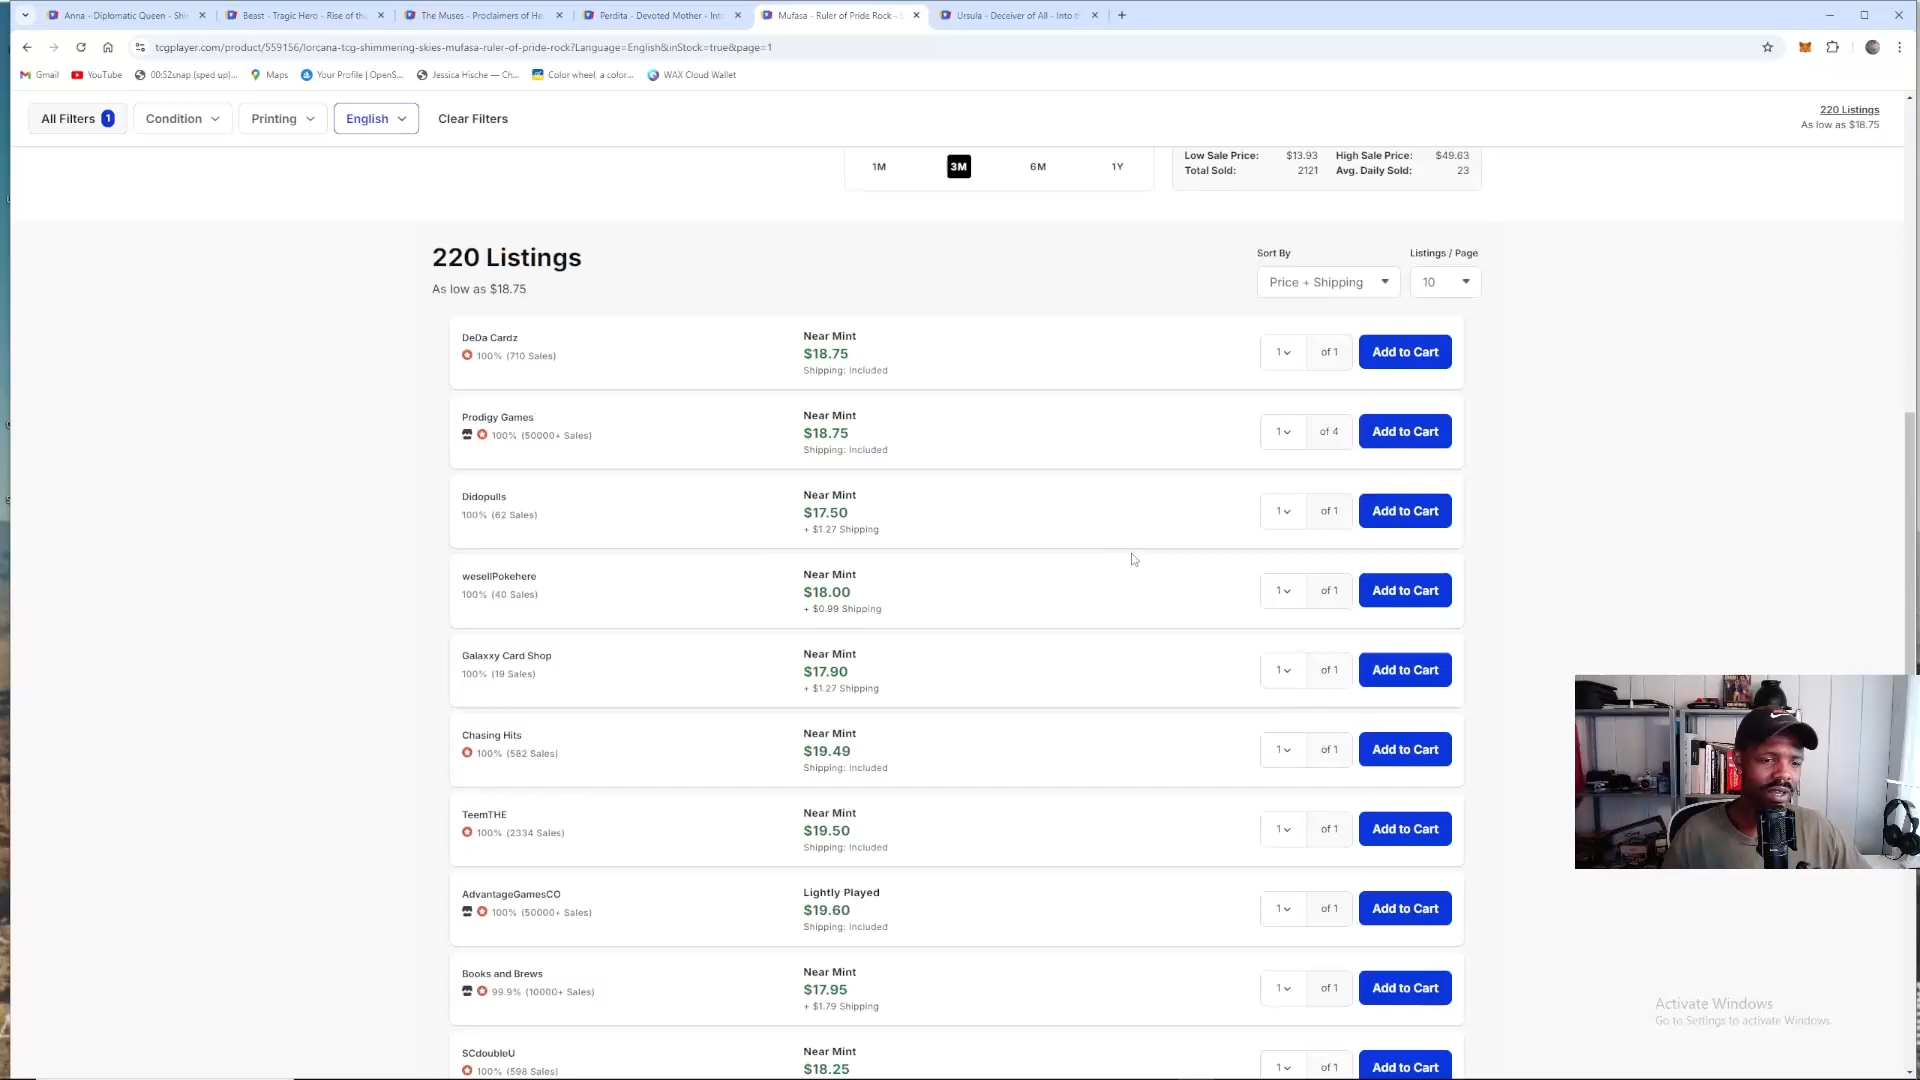 Anna - Diplomatic Queen - Shi
Beast - Tragic Hero - Rise of the
The Muses - Proclaimers of He
Perdita - Devoted Mother - Int
Mufasa - Ruler of Pride Rock -
Ursula - Deceiver of All - Into t
tcgplayer.com/product/559156/lorcana-tcg-shimmering-skies-mufasa-ruler-of-pride-rock?Language=English&inStock=true&page=1
Gmail
YouTube
00:52snap (sped up)...
Maps
Your Profile | OpenS...
Jessica Hische — Ch...
Color wheel, a color...
WAX Cloud Wallet
All Filters 1
Condition
Printing
English
Clear Filters
220 Listings
As low as $18.75
1M 3M 6M 1Y
Low Sale Price: $13.93 High Sale Price: $49.63
Total Sold: 2121 Avg. Daily Sold: 23
220 Listings
As low as $18.75
Sort By
Price + Shipping
Listings / Page
10
DeDa Cardz
100% (710 Sales)
Near Mint
$18.75
Shipping: Included
1 of 1 Add to Cart
Prodigy Games
100% (50000+ Sales)
Near Mint
$18.75
Shipping: Included
1 of 4 Add to Cart
Didopulls
100% (62 Sales)
Near Mint
$17.50
+ $1.27 Shipping
1 of 1 Add to Cart
wesellPokehere
100% (40 Sales)
Near Mint
$18.00
+ $0.99 Shipping
1 of 1 Add to Cart
Galaxxy Card Shop
100% (19 Sales)
Near Mint
$17.90
+ $1.27 Shipping
1 of 1 Add to Cart
Chasing Hits
100% (582 Sales)
Near Mint
$19.49
Shipping: Included
1 of 1 Add to Cart
TeemTHE
100% (2334 Sales)
Near Mint
$19.50
Shipping: Included
1 of 1 Add to Cart
AdvantageGamesCO
100% (50000+ Sales)
Lightly Played
$19.60
Shipping: Included
1 of 1 Add to Cart
Books and Brews
99.9% (10000+ Sales)
Near Mint
$17.95
+ $1.79 Shipping
1 of 1 Add to Cart
SCdoubleU
100% (598 Sales)
Near Mint
$18.25
1 of 1 Add to Cart
Activate Windows
Go to Settings to activate Windows.